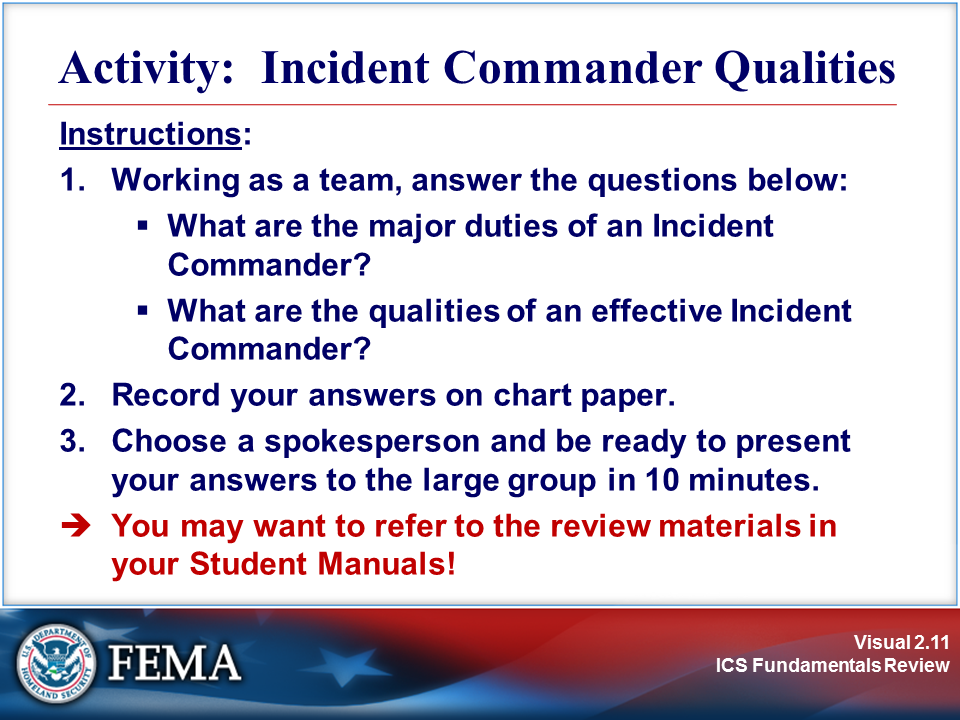 Activity: Incident Commander Qualities
Instructions:
1. Working as a team, answer the questions below:
▪ What are the major duties of an Incident
Commander?
▪ What are the qualities of an effective Incident
Commander?
2. Record your answers on chart paper.
3. Choose a spokesperson and be ready to present
your answers to the large group in 10 minutes.
➔ You may want to refer to the review materials in
your Student Manuals!
U.S. DEPARTMENT OF
HOMELAND SECURITY
FEMA
Visual 2.11
ICS Fundamentals Review